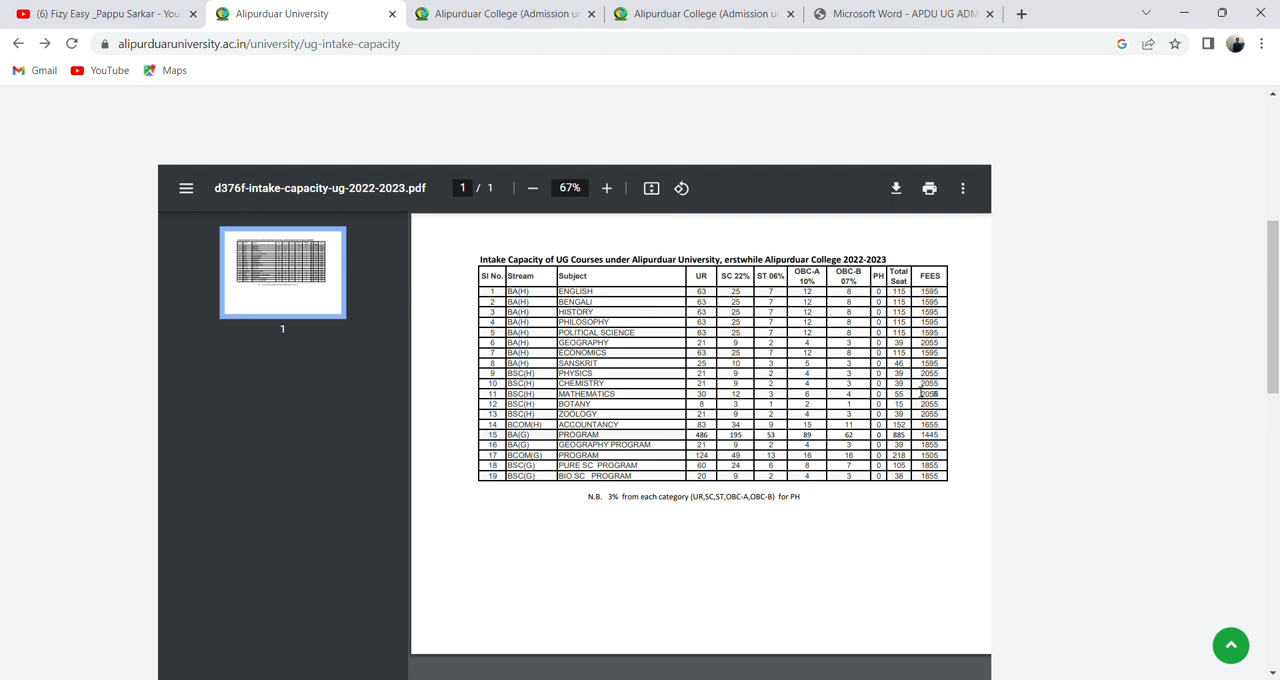 (6) Fizy Easy _Pappu Sarkar - You
Alipurduar University
Alipurduar College (Admission un
Alipurduar College (Admission un
Microsoft Word - APDU UG ADM
alipurduaruniversity.ac.in/university/ug-intake-capacity
Gmail YouTube Maps
d376f-intake-capacity-ug-2022-2023.pdf 1 / 1 67%
1
Intake Capacity of UG Courses under Alipurduar University, erstwhile Alipurduar College 2022-2023
Sl No. Stream Subject UR SC 22% ST 06% OBC-A 10% OBC-B 07% PH Total Seat FEES
1 BA(H) ENGLISH 63 25 7 12 8 0 115 1595
2 BA(H) BENGALI 63 25 7 12 8 0 115 1595
3 BA(H) HISTORY 63 25 7 12 8 0 115 1595
4 BA(H) PHILOSOPHY 63 25 7 12 8 0 115 1595
5 BA(H) POLITICAL SCIENCE 63 25 7 12 8 0 115 1595
6 BA(H) GEOGRAPHY 21 9 2 4 3 0 39 2055
7 BA(H) ECONOMICS 63 25 7 12 8 0 115 1595
8 BA(H) SANSKRIT 25 10 3 5 3 0 46 1595
9 BSC(H) PHYSICS 21 9 2 4 3 0 39 2055
10 BSC(H) CHEMISTRY 21 9 2 4 3 0 39 2055
11 BSC(H) MATHEMATICS 30 12 3 6 4 0 55
12 BSC(H) BOTANY 8 3 1 2 1 0 15 2055
13 BSC(H) ZOOLOGY 21 9 2 4 3 0 39 2055
14 BCOM(H) ACCOUNTANCY 83 34 9 15 11 0 152 1655
15 BA(G) PROGRAM 486 195 53 89 62 0 885 1445
16 BA(G) GEOGRAPHY PROGRAM 21 9 2 4 3 0 39 1855
17 BCOM(G) PROGRAM 124 49 13 16 16 0 218 1505
18 BSC(G) PURE SC PROGRAM 60 24 6 8 7 0 105 1855
19 BSC(G) BIO SC PROGRAM 20 9 2 4 3 0 38 1855
N.B. 3% from each category (UR,SC,ST,OBC-A,OBC-B) for PH